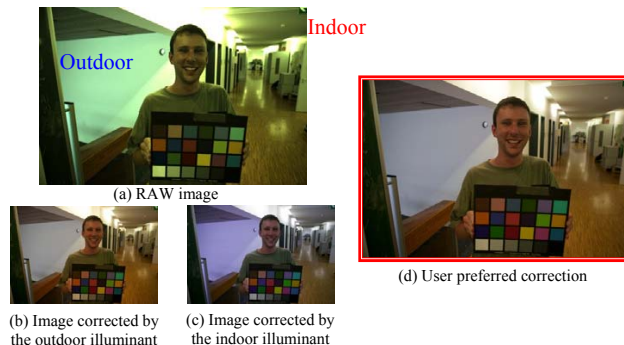 Indoor
Outdoor
(a) RAW image
(d) User preferred correction
(b) Image corrected by
the outdoor illuminant
(c) Image corrected by
the indoor illuminant